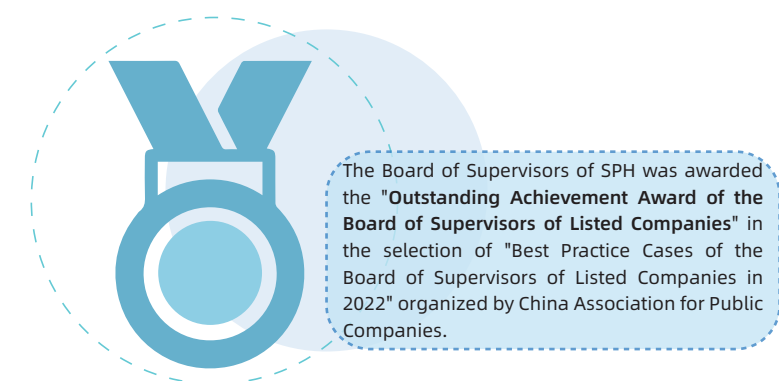 The Board of Supervisors of SPH was awarded
the "Outstanding Achievement Award of the
Board of Supervisors of Listed Companies" in
the selection of "Best Practice Cases of the
Board of Supervisors of Listed Companies in
2022" organized by China Association for Public
Companies.